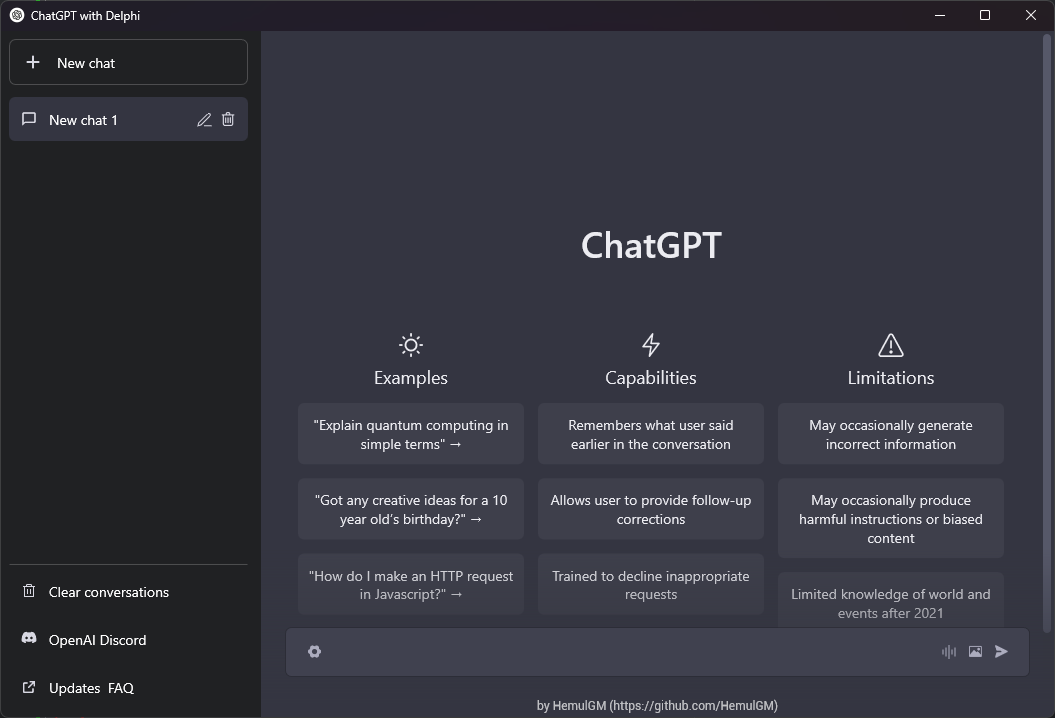 ChatGPT with Delphi
New chat
New chat 1
ChatGPT
Examples
"Explain quantum computing in
simple terms" →
"Got any creative ideas for a 10
year old's birthday?" →
"How do I make an HTTP request
in Javascript?" →
Capabilities
Remembers what user said
earlier in the conversation
Allows user to provide follow-up
corrections
Trained to decline inappropriate
requests
Limitations
May occasionally generate
incorrect information
May occasionally produce
harmful instructions or biased
content
Limited knowledge of world and
events after 2021
Clear conversations
OpenAI Discord
Updates FAQ
by HemulGM (https://github.com/HemulGM)